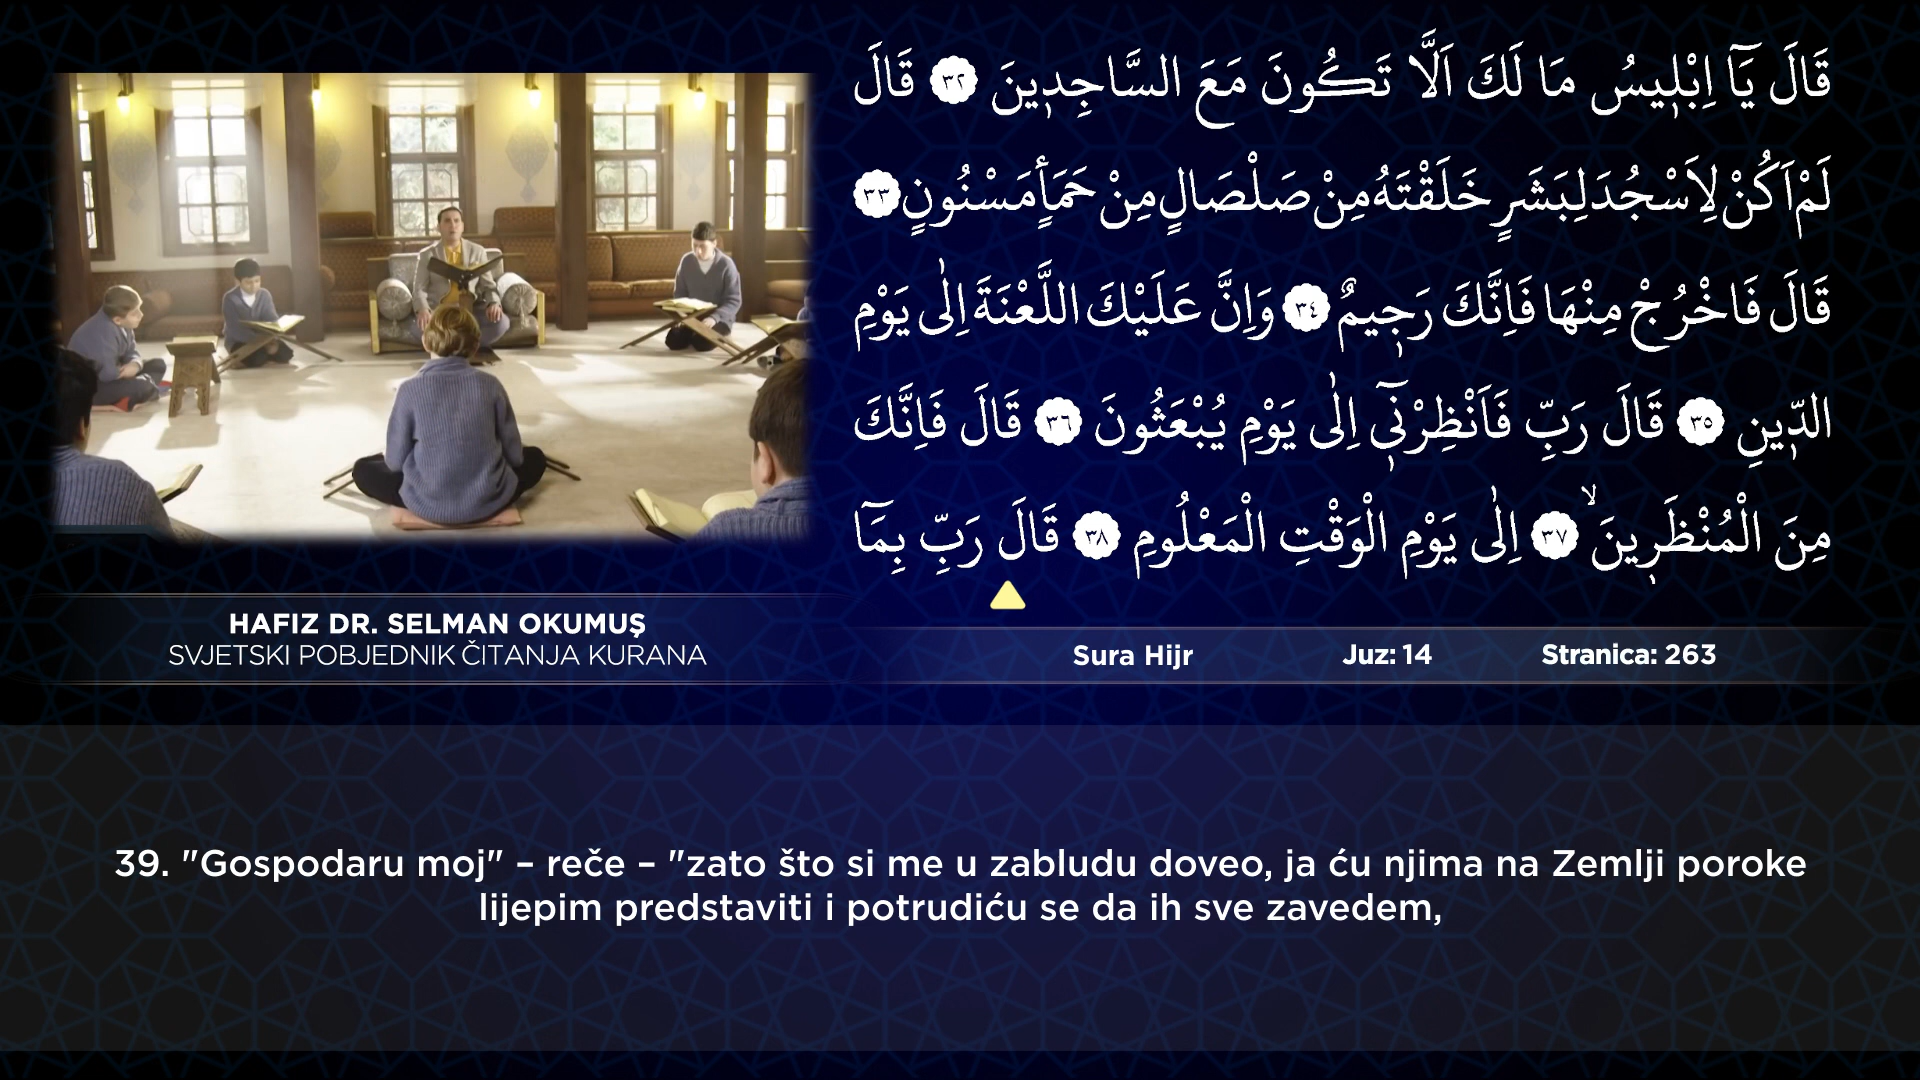 قَالَ يَٓا اِبْل۪يسُ مَا لَكَ اَلَّا تَكُونَ مَعَ السَّاجِد۪ينَ ﴿٣٢﴾ قَالَ
لَمْ اَكُنْ لِاَسْجُدَ لِبَشَرٍ خَلَقْتَهُ مِنْ صَلْصَالٍ مِنْ حَمَأٍ مَسْنُونٍ ﴿٣٣﴾
قَالَ فَاخْرُجْ مِنْهَا فَاِنَّكَ رَج۪يمٌ ﴿٣٤﴾ وَاِنَّ عَلَيْكَ اللَّعْنَةَ اِلٰى يَوْمِ
الدّ۪ينِ ﴿٣٥﴾ قَالَ رَبِّ فَاَنْظِرْن۪ٓي اِلٰى يَوْمِ يُبْعَثُونَ ﴿٣٦﴾ قَالَ فَاِنَّكَ
مِنَ الْمُنْظَر۪ينَۙ ﴿٣٧﴾ اِلٰى يَوْمِ الْوَقْتِ الْمَعْلُومِ ﴿٣٨﴾ قَالَ رَبِّ بِمَٓا
HAFIZ DR. SELMAN OKUMUŞ
SVJETSKI POBJEDNIK ČITANJA KURANA
Sura Hijr Juz: 14 Stranica: 263
39. "Gospodaru moj" – reče – "zato što si me u zabludu doveo, ja ću njima na Zemlji poroke
lijepim predstaviti i potrudiću se da ih sve zavedem,